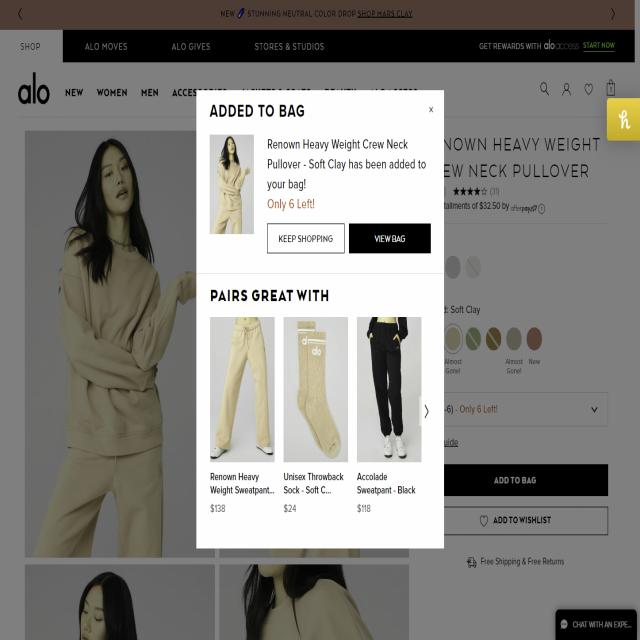 NEW STUNNING NEUTRAL COLOR DROP SHOP MARS CLAY
SHOP
ALO MOVES
ALO GIVES
STORES & STUDIOS
GET REWARDS WITH alo access START NOW
alo
NEW
WOMEN
MEN
1
NOWN HEAVY WEIGHT
EW NECK PULLOVER
(31)
tallments of $32.50 by afterpay
d: Soft Clay
Almost
Gone!
Almost
Gone!
New
-6) - Only 6 Left!
uide
ADD TO BAG
ADD TO WISHLIST
Free Shipping & Free Returns
CHAT WITH AN EXPE...
ADDED TO BAG
x
Renown Heavy Weight Crew Neck
Pullover - Soft Clay has been added to
your bag!
Only 6 Left!
KEEP SHOPPING
VIEW BAG
PAIRS GREAT WITH
alo
Renown Heavy
Weight Sweatpant...
$138
Unisex Throwback
Sock - Soft C...
$24
Accolade
Sweatpant - Black
$118